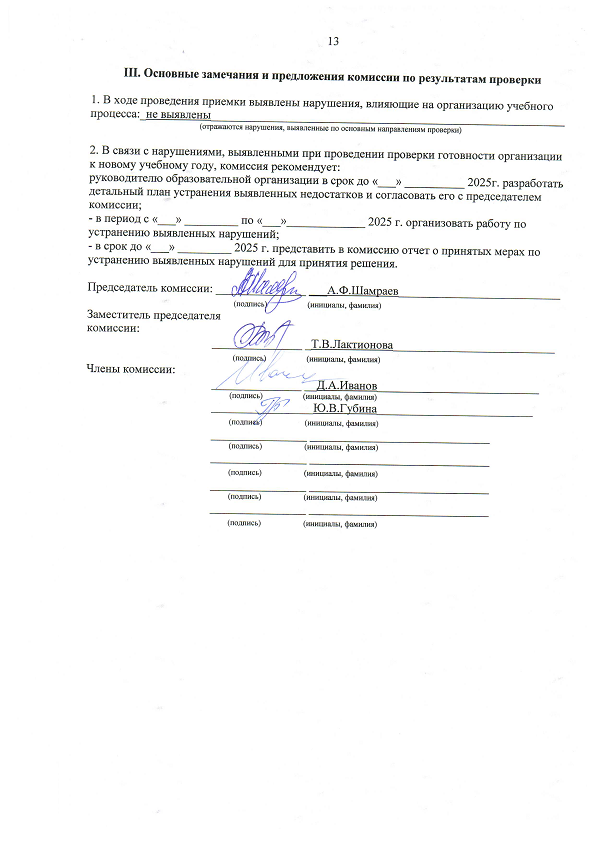 13
III. Основные замечания и предложения комиссии по результатам проверки
1. В ходе проведения приемки выявлены нарушения, влияющие на организацию учебного
процесса: не выявлены
(отражаются нарушения, выявленные по основным направлениям проверки)
2. В связи с нарушениями, выявленными при проведении проверки готовности организации
к новому учебному году, комиссия рекомендует:
руководителю образовательной организации в срок до «___» __________ 2025г. разработать
детальный план устранения выявленных недостатков и согласовать его с председателем
комиссии;
- в период с «___» _________ по «___»_____________ 2025 г. организовать работу по
устранению выявленных нарушений;
- в срок до «___» _________ 2025 г. представить в комиссию отчет о принятых мерах по
устранению выявленных нарушений для принятия решения.
Председатель комиссии: А.Ф.Шамраев
(подпись) (инициалы, фамилия)
Заместитель председателя
комиссии:
Т.В.Лактионова
(подпись) (инициалы, фамилия)
Члены комиссии:
Д.А.Иванов
(подпись) (инициалы, фамилия)
Ю.В.Губина
(подпись) (инициалы, фамилия)
(подпись) (инициалы, фамилия)
(подпись) (инициалы, фамилия)
(подпись) (инициалы, фамилия)
(подпись) (инициалы, фамилия)